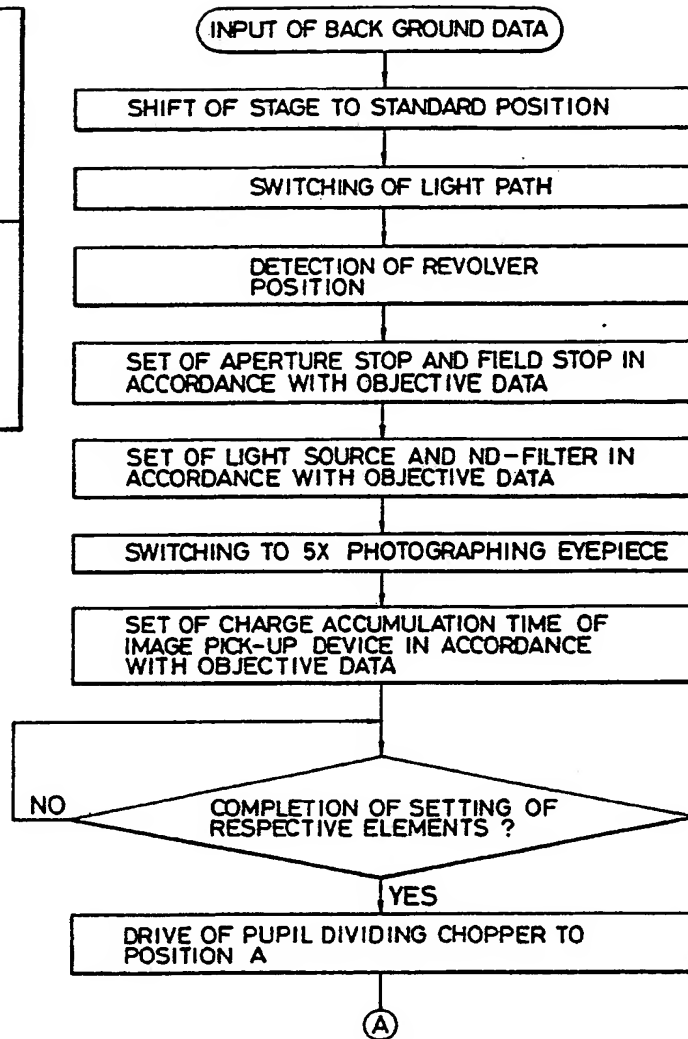 INPUT OF BACK GROUND DATA
SHIFT OF STAGE TO STANDARD POSITION
SWITCHING OF LIGHT PATH
DETECTION OF REVOLVER
POSITION
SET OF APERTURE STOP AND FIELD STOP IN
ACCORDANCE WITH OBJECTIVE DATA
SET OF LIGHT SOURCE AND ND-FILTER IN
ACCORDANCE WITH OBJECTIVE DATA
SWITCHING TO 5X PHOTOGRAPHING EYEPIECE
SET OF CHARGE ACCUMULATION TIME OF
IMAGE PICK-UP DEVICE IN ACCORDANCE
WITH OBJECTIVE DATA
NO
COMPLETION OF SETTING OF
RESPECTIVE ELEMENTS ?
YES
DRIVE OF PUPIL DIVIDING CHOPPER TO
POSITION A
A